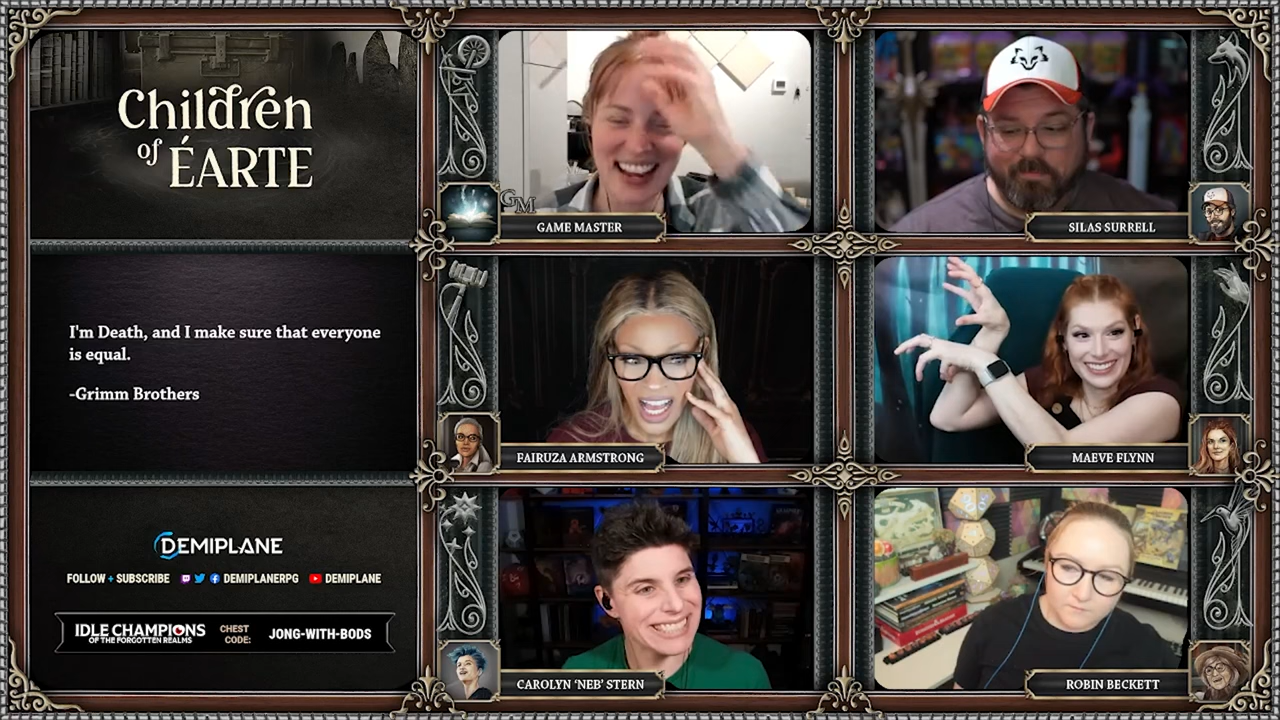 Children
of ÉARTE
GM
GAME MASTER
SILAS SURRELL
I'm Death, and I make sure that everyone
is equal.
-Grimm Brothers
FAIRUZA ARMSTRONG
MAEVE FLYNN
DEMIPLANE
FOLLOW + SUBSCRIBE DEMIPLANERPG DEMIPLANE
IDLE CHAMPIONS
OF THE FORGOTTEN REALMS
CHEST
CODE:
JONG-WITH-BODS
CAROLYN 'NEB' STERN
ROBIN BECKETT